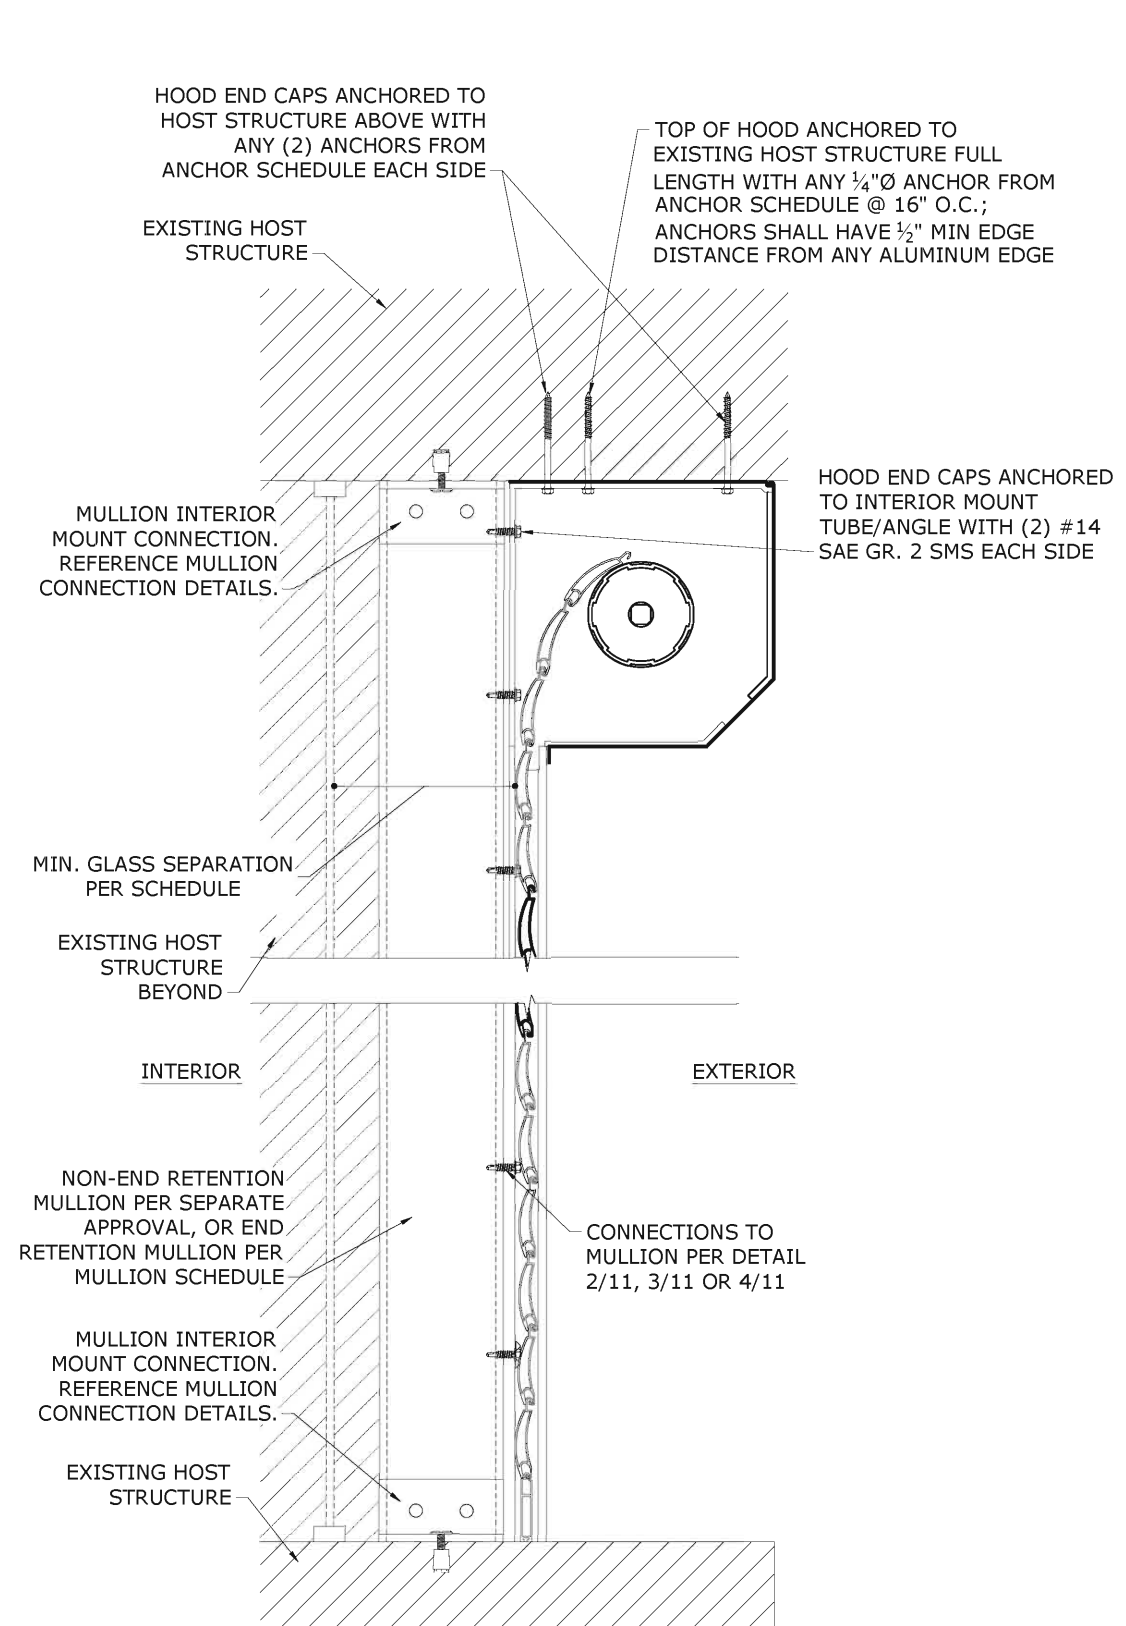 HOOD END CAPS ANCHORED TO
HOST STRUCTURE ABOVE WITH
ANY (2) ANCHORS FROM
ANCHOR SCHEDULE EACH SIDE
TOP OF HOOD ANCHORED TO
EXISTING HOST STRUCTURE FULL
LENGTH WITH ANY ¼"Ø ANCHOR FROM
ANCHOR SCHEDULE @ 16" O.C.;
ANCHORS SHALL HAVE ½" MIN EDGE
DISTANCE FROM ANY ALUMINUM EDGE
EXISTING HOST
STRUCTURE
HOOD END CAPS ANCHORED
TO INTERIOR MOUNT
TUBE/ANGLE WITH (2) #14
SAE GR. 2 SMS EACH SIDE
MULLION INTERIOR
MOUNT CONNECTION.
REFERENCE MULLION
CONNECTION DETAILS.
MIN. GLASS SEPARATION
PER SCHEDULE
EXISTING HOST
STRUCTURE
BEYOND
INTERIOR
EXTERIOR
NON-END RETENTION
MULLION PER SEPARATE
APPROVAL, OR END
RETENTION MULLION PER
MULLION SCHEDULE
CONNECTIONS TO
MULLION PER DETAIL
2/11, 3/11 OR 4/11
MULLION INTERIOR
MOUNT CONNECTION.
REFERENCE MULLION
CONNECTION DETAILS.
EXISTING HOST
STRUCTURE